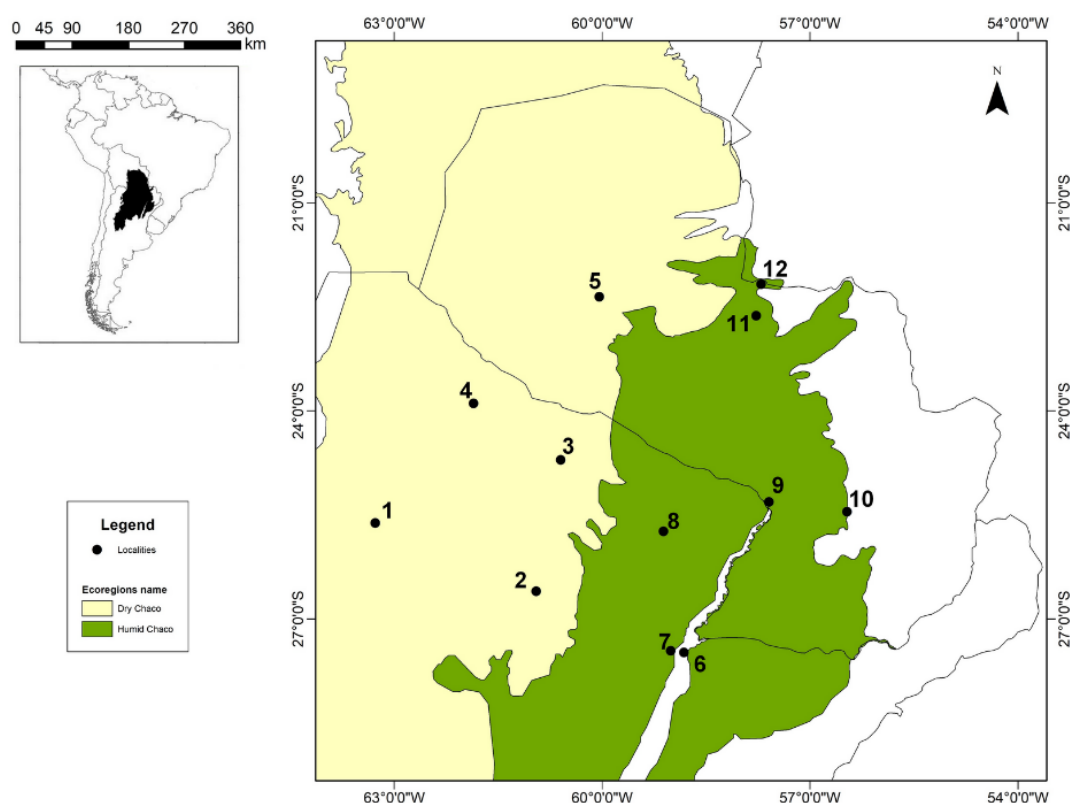 0 45 90 180 270 360
km
63°0'0"W 60°0'0"W 57°0'0"W 54°0'0"W
N
21°0'0"S 21°0'0"S
12
5
11
4
24°0'0"S 24°0'0"S
3
9
10
1
8
2
27°0'0"S 27°0'0"S
7
6
Legend
Localities
Ecoregions name
Dry Chaco
Humid Chaco
63°0'0"W 60°0'0"W 57°0'0"W 54°0'0"W